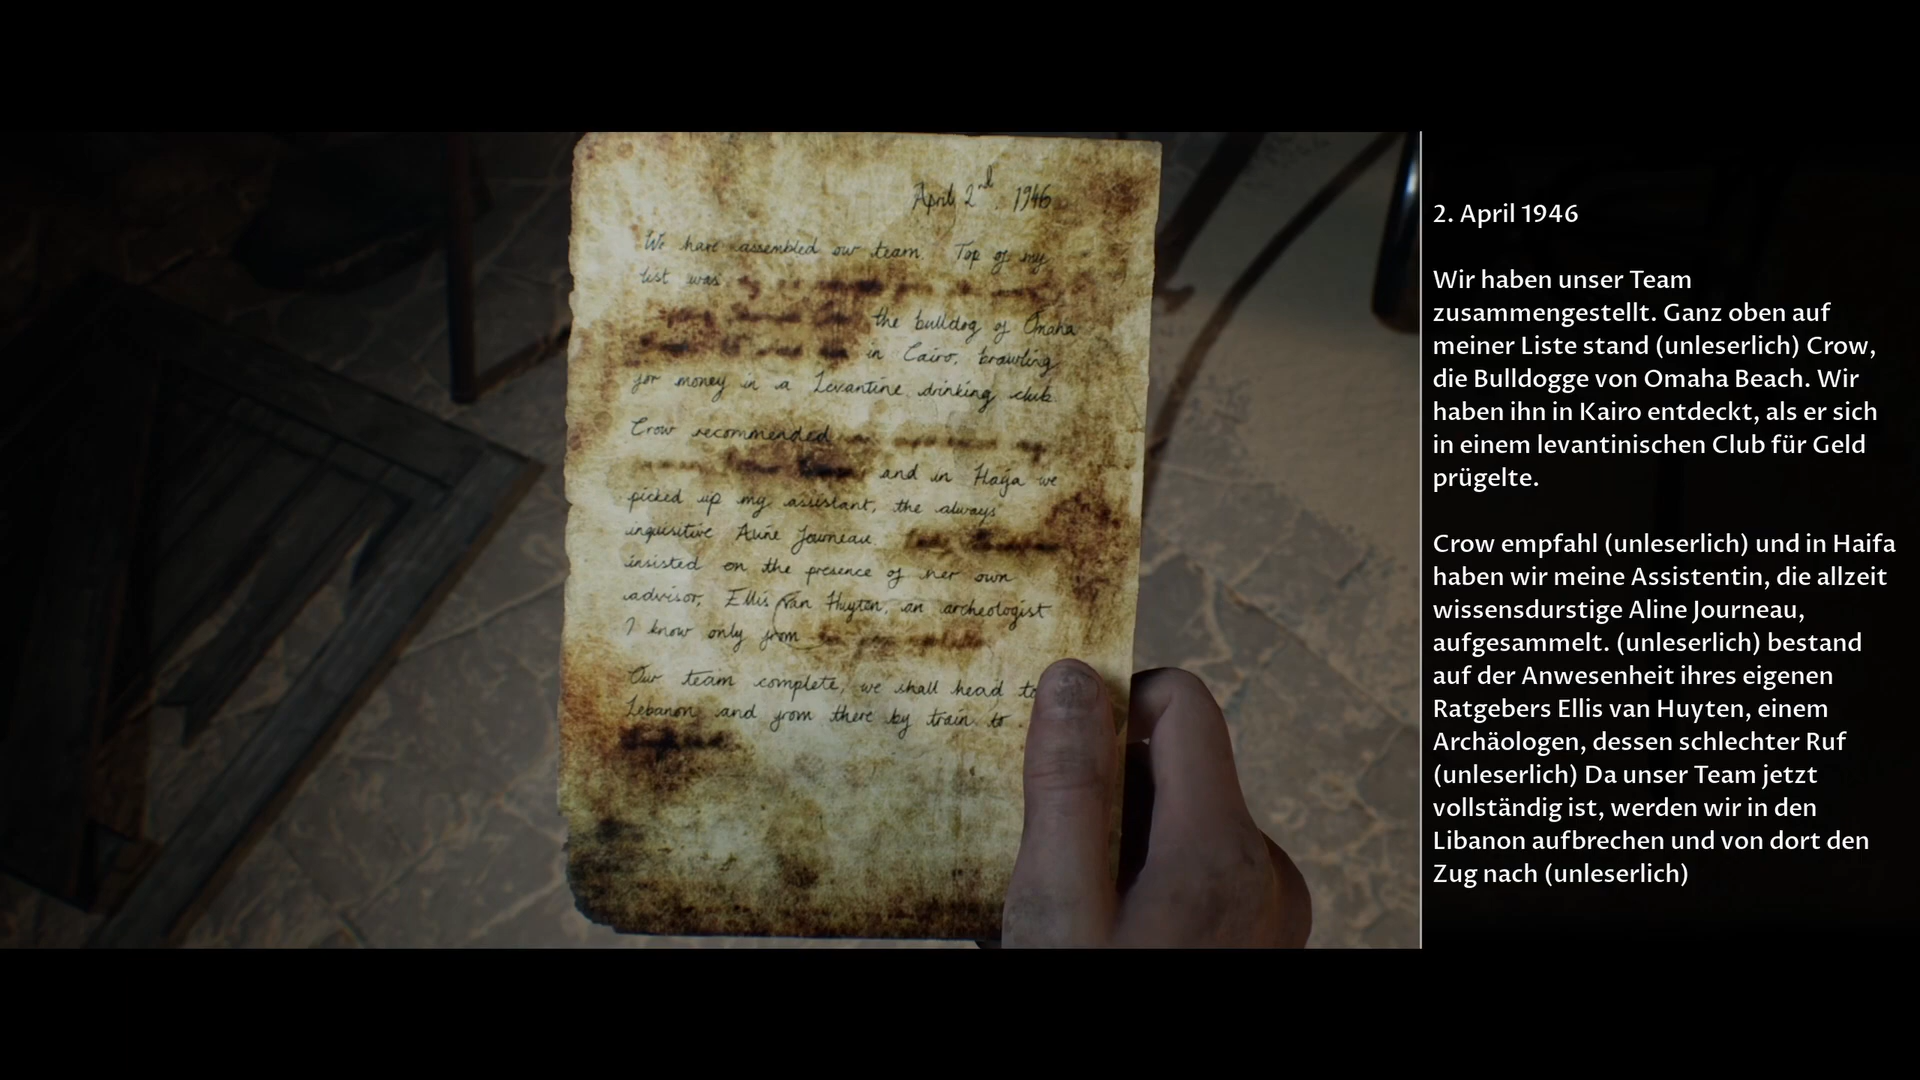 April 2nd, 1946
We have assembled our team. Top of my
list was
the bulldog of Omaha
in Cairo, brawling
for money in a Levantine drinking club.
Crow recommended
and in Haifa we
picked up my assistant, the always
inquisitive Aline Journeau.
insisted on the presence of her own
advisor, Ellis van Huyten, an archeologist
I know only from
Our team complete, we shall head to
Lebanon and from there by train to
2. April 1946
Wir haben unser Team
zusammengestellt. Ganz oben auf
meiner Liste stand (unleserlich) Crow,
die Bulldogge von Omaha Beach. Wir
haben ihn in Kairo entdeckt, als er sich
in einem levantinischen Club für Geld
prügelte.
Crow empfahl (unleserlich) und in Haifa
haben wir meine Assistentin, die allzeit
wissensdurstige Aline Journeau,
aufgesammelt. (unleserlich) bestand
auf der Anwesenheit ihres eigenen
Ratgebers Ellis van Huyten, einem
Archäologen, dessen schlechter Ruf
(unleserlich) Da unser Team jetzt
vollständig ist, werden wir in den
Libanon aufbrechen und von dort den
Zug nach (unleserlich)